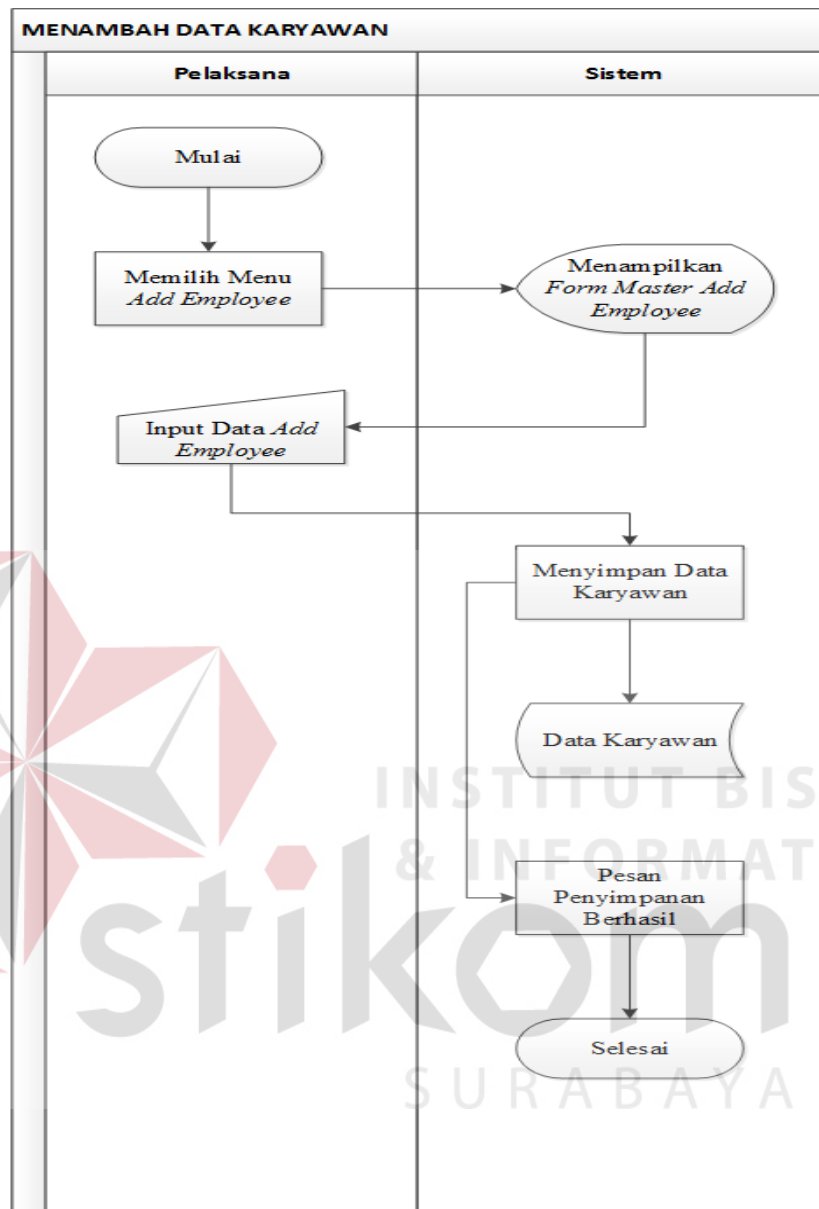 MENAMBAH DATA KARYAWAN
Pelaksana
Sistem
Mulai
Memilih Menu
Add Employee
Menampilkan
Form Master Add
Employee
Input Data Add
Employee
Menyimpan Data
Karyawan
Data Karyawan
INSTITUT BIS
& INFORMAT
Pesan
Penyimpanan
Berhasil
stikom
Selesai
SURABAYA